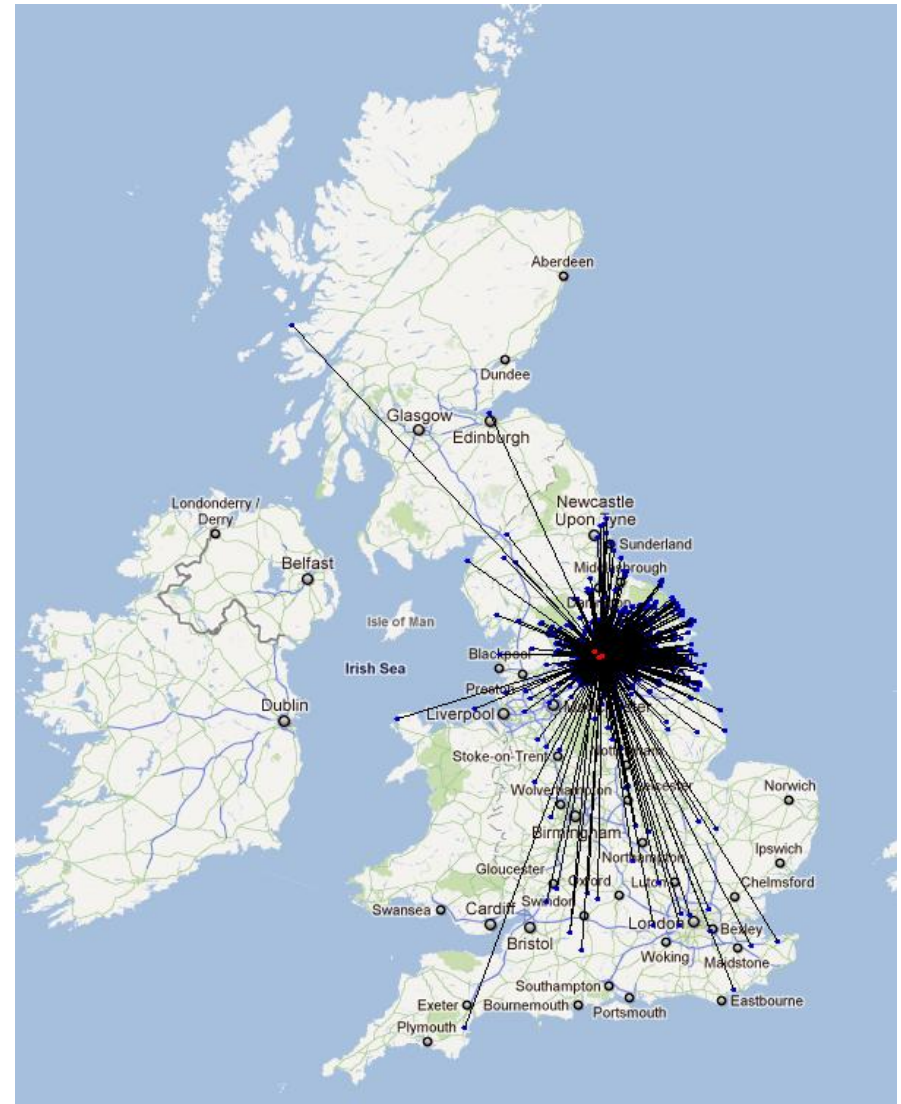 Aberdeen
Dundee
Glasgow
Edinburgh
Londonderry /
Derry
Newcastle
Upon Tyne
Sunderland
Belfast
Isle of Man
Irish Sea
Blackpool
Preston
Dublin
Liverpool
Stoke-on-Trent
Norwich
Wolverhampton
Birmingham
Northampton
Ipswich
Gloucester
Oxford
Luton
Chelmsford
Swansea
Cardiff
Swindon
London
Bexley
Bristol
Woking
Maidstone
Southampton
Exeter
Bournemouth
Portsmouth
Eastbourne
Plymouth